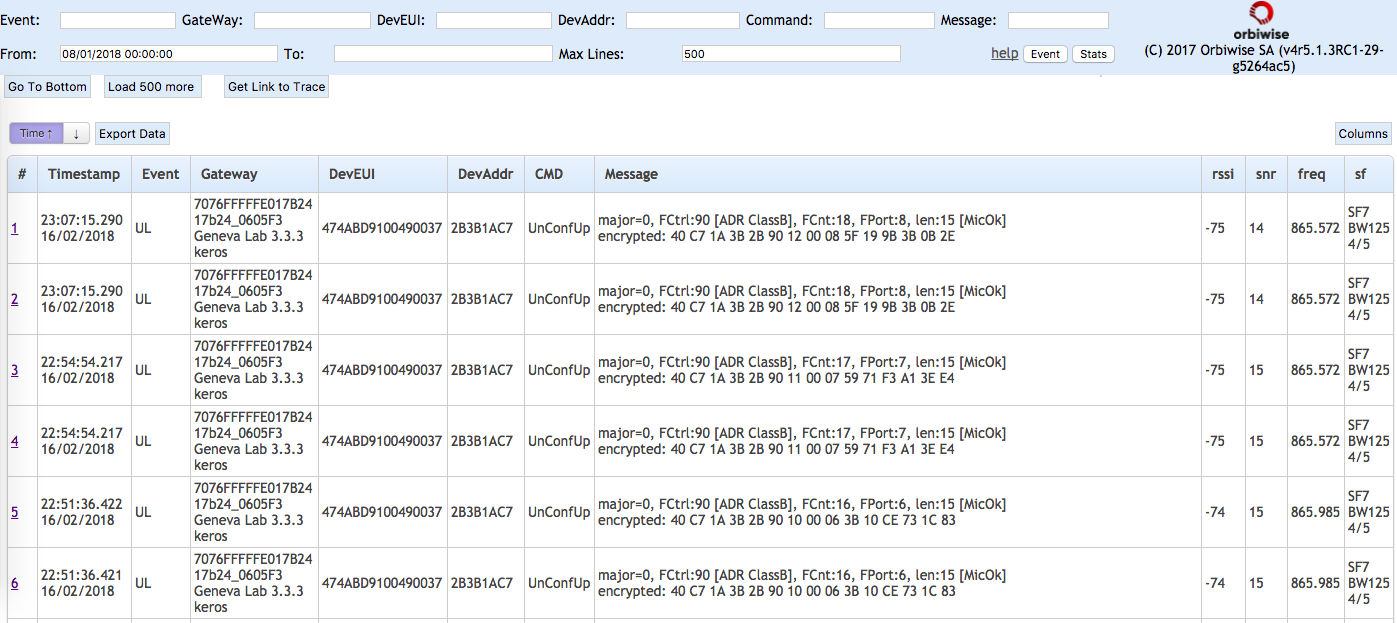 Event: GateWay: DevEUI: DevAddr: Command: Message:
orbiwise
From: 08/01/2018 00:00:00 To: Max Lines: 500 help Event Stats (C) 2017 Orbiwise SA (v4r5.1.3RC1-29-
g5264ac5)
Go To Bottom Load 500 more Get Link to Trace
Time ↑ ↓ Export Data Columns
# Timestamp Event Gateway DevEUI DevAddr CMD Message rssi snr freq sf
7076FFFFFE017B24
23:07:15.290 17b24_0605F3 major=0, FCtrl:90 [ADR ClassB], FCnt:18, FPort:8, len:15 [MicOk] SF7
1 16/02/2018 UL Geneva Lab 3.3.3 474ABD9100490037 2B3B1AC7 UnConfUp encrypted: 40 C7 1A 3B 2B 90 12 00 08 5F 19 9B 3B 0B 2E -75 14 865.572 BW125
keros 4/5
7076FFFFFE017B24
23:07:15.290 17b24_0605F3 major=0, FCtrl:90 [ADR ClassB], FCnt:18, FPort:8, len:15 [MicOk] SF7
2 16/02/2018 UL Geneva Lab 3.3.3 474ABD9100490037 2B3B1AC7 UnConfUp encrypted: 40 C7 1A 3B 2B 90 12 00 08 5F 19 9B 3B 0B 2E -75 14 865.572 BW125
keros 4/5
7076FFFFFE017B24
22:54:54.217 17b24_0605F3 major=0, FCtrl:90 [ADR ClassB], FCnt:17, FPort:7, len:15 [MicOk] SF7
3 16/02/2018 UL Geneva Lab 3.3.3 474ABD9100490037 2B3B1AC7 UnConfUp encrypted: 40 C7 1A 3B 2B 90 11 00 07 59 71 F3 A1 3E E4 -75 15 865.572 BW125
keros 4/5
7076FFFFFE017B24
22:54:54.217 17b24_0605F3 major=0, FCtrl:90 [ADR ClassB], FCnt:17, FPort:7, len:15 [MicOk] SF7
4 16/02/2018 UL Geneva Lab 3.3.3 474ABD9100490037 2B3B1AC7 UnConfUp encrypted: 40 C7 1A 3B 2B 90 11 00 07 59 71 F3 A1 3E E4 -75 15 865.572 BW125
keros 4/5
7076FFFFFE017B24
22:51:36.422 17b24_0605F3 major=0, FCtrl:90 [ADR ClassB], FCnt:16, FPort:6, len:15 [MicOk] SF7
5 16/02/2018 UL Geneva Lab 3.3.3 474ABD9100490037 2B3B1AC7 UnConfUp encrypted: 40 C7 1A 3B 2B 90 10 00 06 3B 10 CE 73 1C 83 -74 15 865.985 BW125
keros 4/5
7076FFFFFE017B24
22:51:36.421 17b24_0605F3 major=0, FCtrl:90 [ADR ClassB], FCnt:16, FPort:6, len:15 [MicOk] SF7
6 16/02/2018 UL Geneva Lab 3.3.3 474ABD9100490037 2B3B1AC7 UnConfUp encrypted: 40 C7 1A 3B 2B 90 10 00 06 3B 10 CE 73 1C 83 -74 15 865.985 BW125
keros 4/5